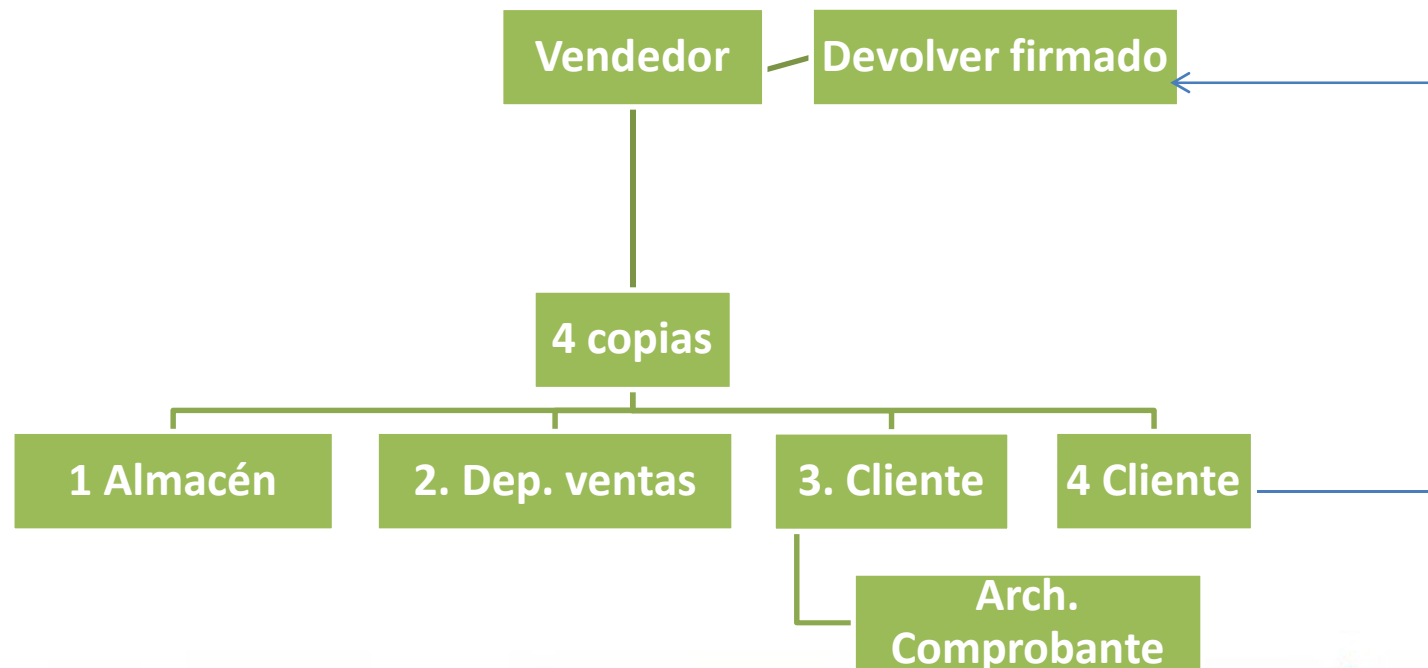 Vendedor
Devolver firmado
4 copias
1 Almacén
2. Dep. ventas
3. Cliente
4 Cliente
Arch.
Comprobante